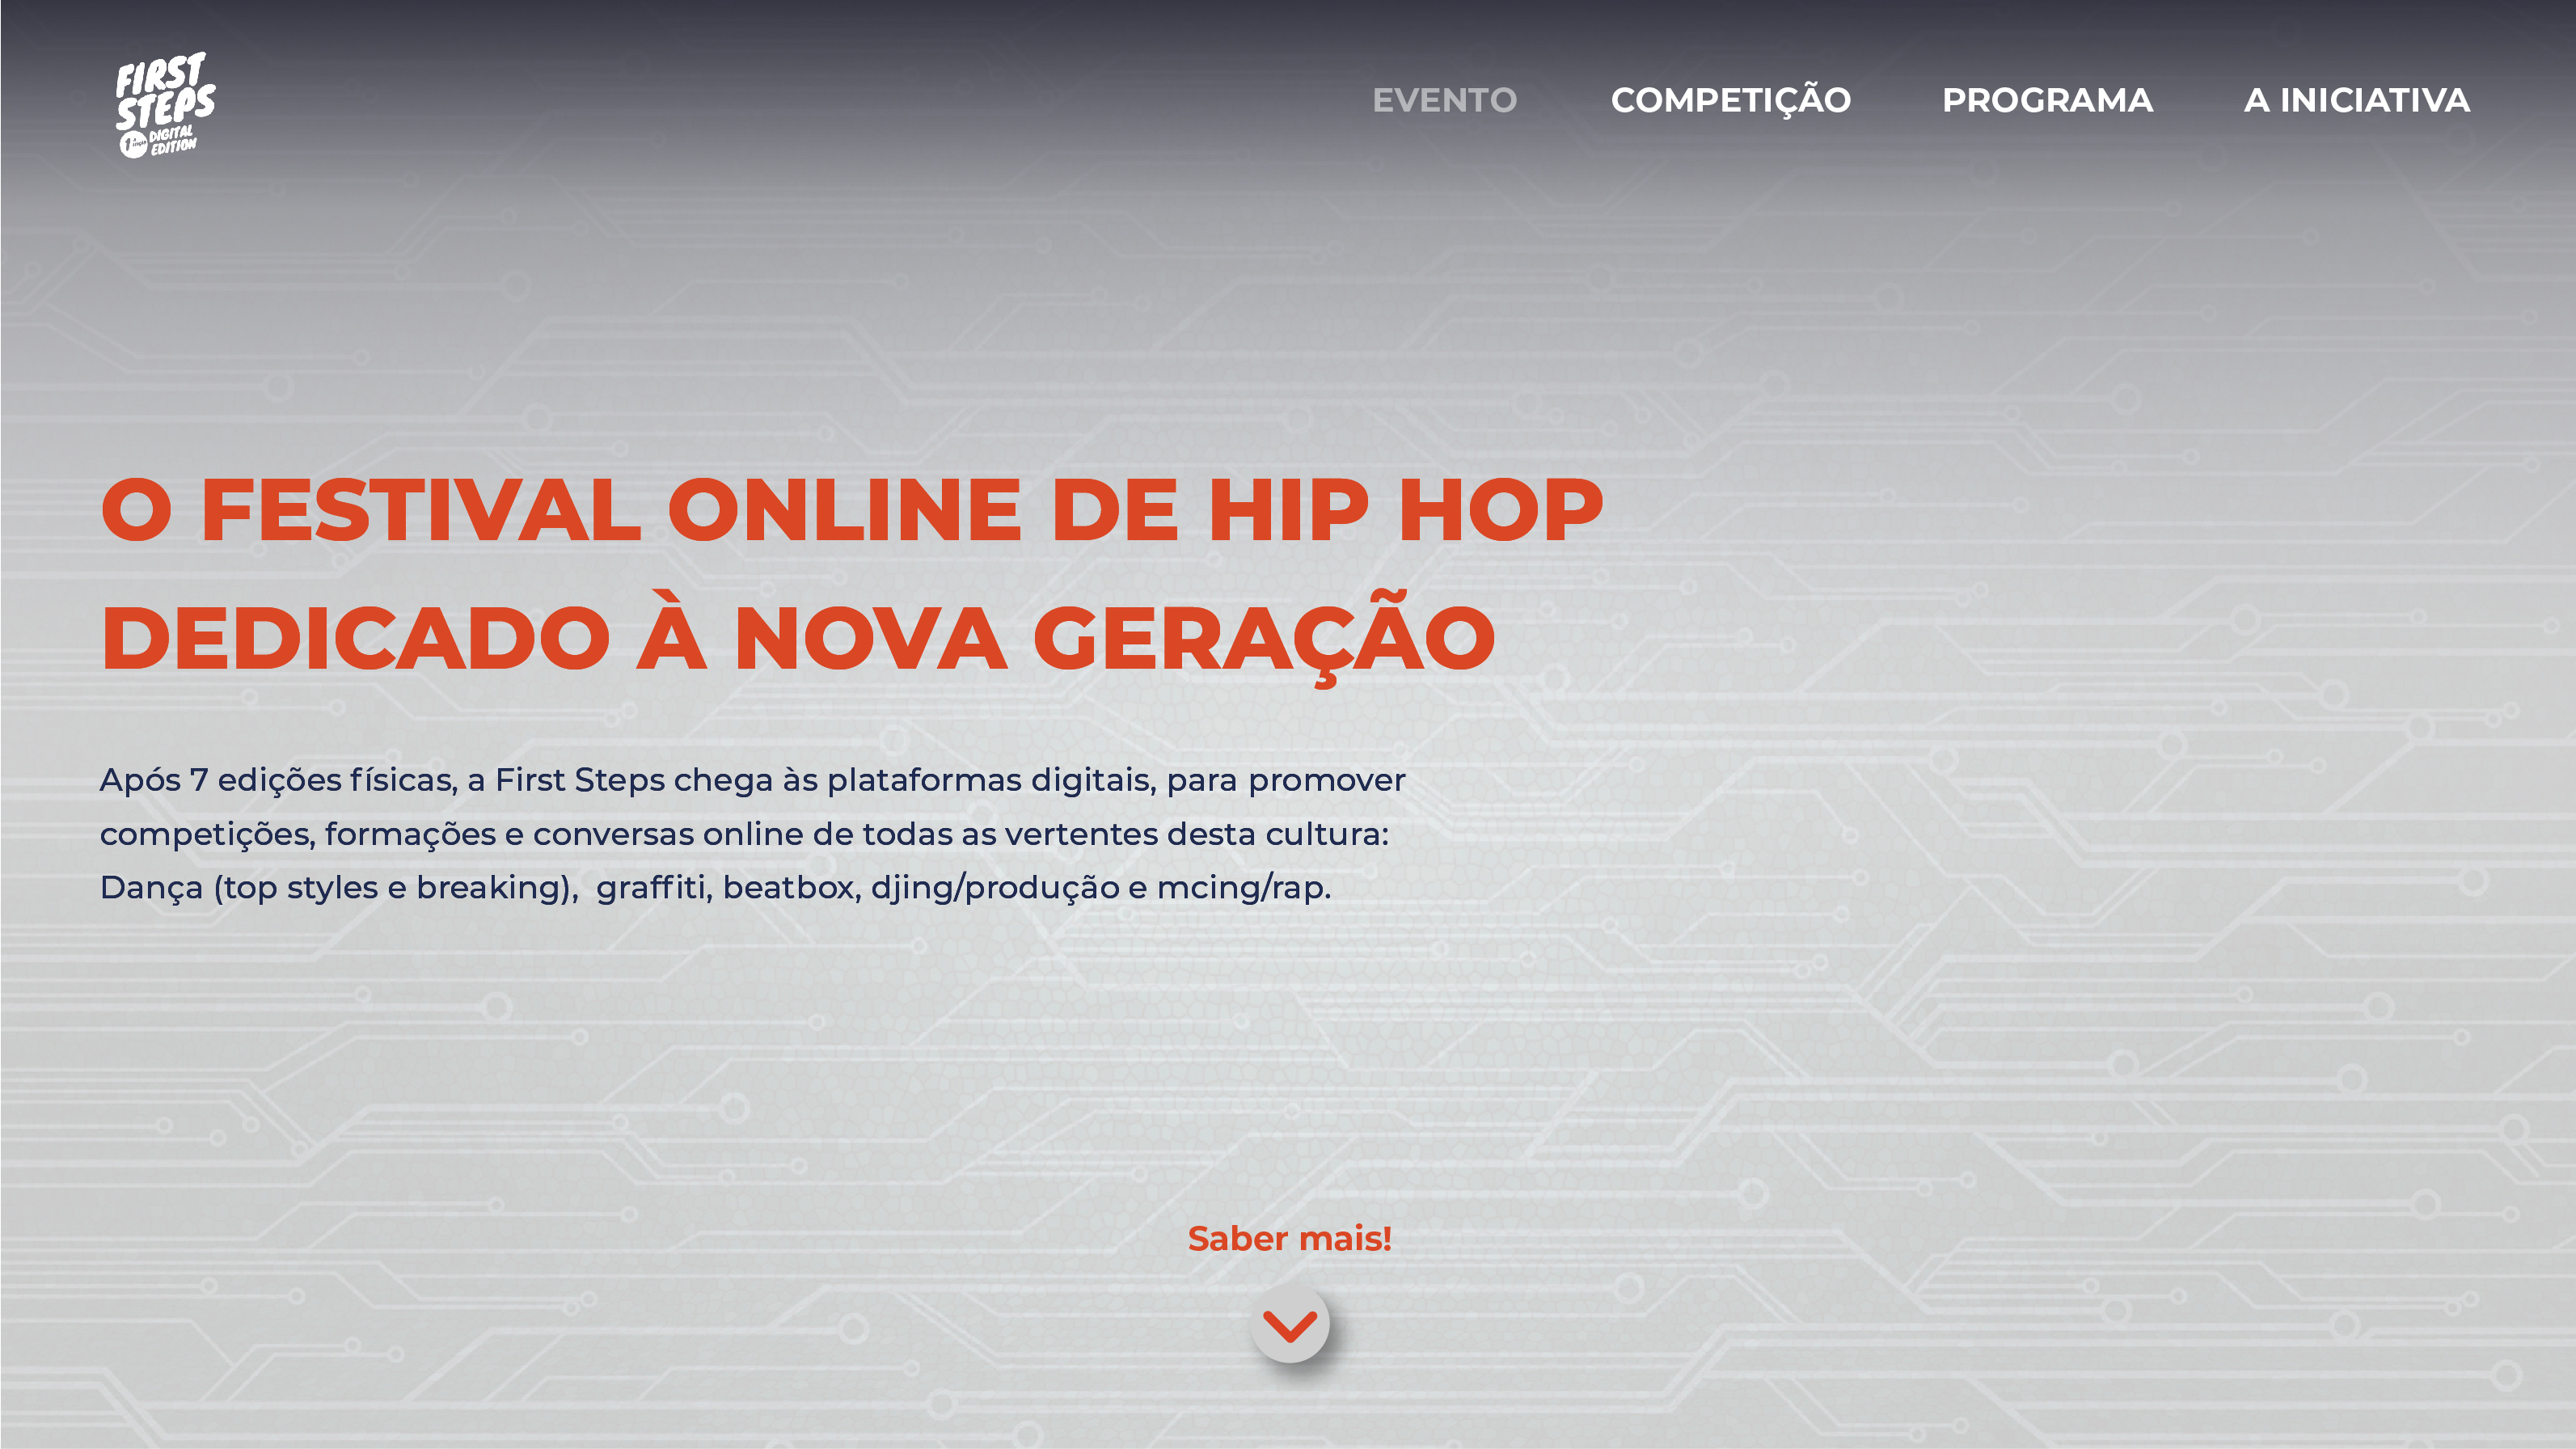 FIRST
STEPS
DIGITAL
EDITION
EVENTO
COMPETIÇÃO
PROGRAMA
A INICIATIVA
O FESTIVAL ONLINE DE HIP HOP
DEDICADO À NOVA GERAÇÃO
Após 7 edições físicas, a First Steps chega às plataformas digitais, para promover
competições, formações e conversas online de todas as vertentes desta cultura:
Dança (top styles e breaking),  graffiti, beatbox, djing/produção e mcing/rap.
Saber mais!